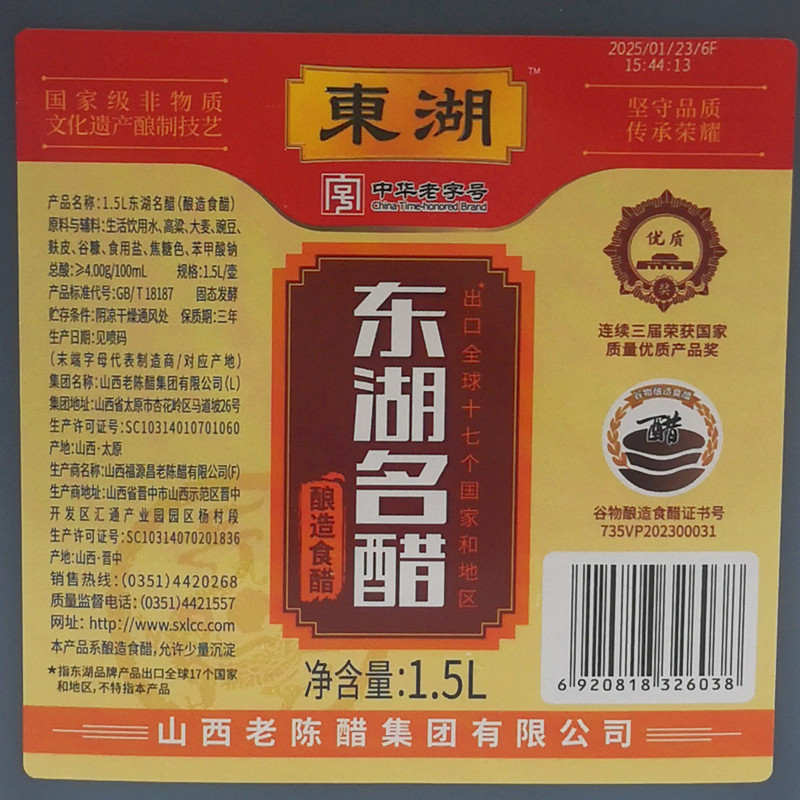 2025/01/23/6F
15:44:13
国家级非物质
文化遗产酿制技艺
東湖
TM
坚守品质
传承荣耀
中华老字号
China Time-honored Brand
产品名称:1.5L东湖名醋(酿造食醋)
原料与辅料:生活饮用水、高粱、大麦、豌豆、
麸皮、谷糠、食用盐、焦糖色、苯甲酸钠
总酸:≥4.00g/100mL 规格:1.5L/壶
产品标准代号:GB/T 18187 固态发酵
贮存条件:阴凉干燥通风处 保质期:三年
生产日期:见喷码
(末端字母代表制造商/对应产地)
集团名称:山西老陈醋集团有限公司(L)
集团地址:山西省太原市杏花岭区马道坡26号
生产许可证号:SC10314010701060
产地:山西·太原
生产商名称:山西福源昌老陈醋有限公司(F)
生产商地址:山西省晋中市山西示范区晋中
开发区汇通产业园园区杨村段
生产许可证号:SC10314070201836
产地:山西·晋中
销售热线:(0351)4420268
质量监督电话:(0351)4421557
网址:http://www.sxlcc.com
本产品系酿造食醋,允许少量沉淀
★指东湖品牌产品出口全球17个国家
和地区,不特指本产品
东湖名醋
★出口全球十七个国家和地区
酿造食醋
净含量:1.5L
优质
奖
连续三届荣获国家
质量优质产品奖
谷物酿造食醋
醋
谷物酿造食醋证书号
735VP202300031
6 920818 326038
山西老陈醋集团有限公司